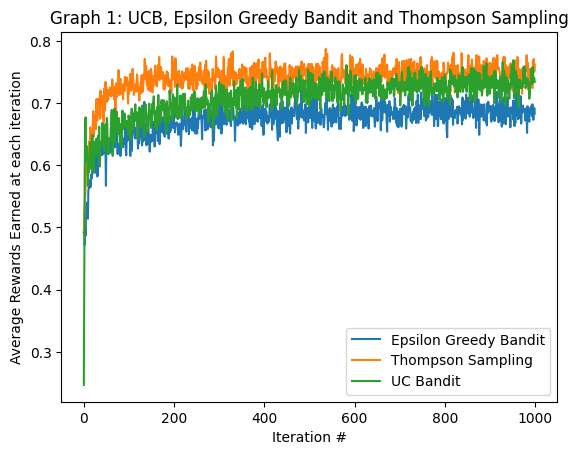 Graph 1: UCB, Epsilon Greedy Bandit and Thompson Sampling
Average Rewards Earned at each iteration
0.8
0.7
0.6
0.5
0.4
0.3
Epsilon Greedy Bandit
Thompson Sampling
UC Bandit
0 200 400 600 800 1000
Iteration #